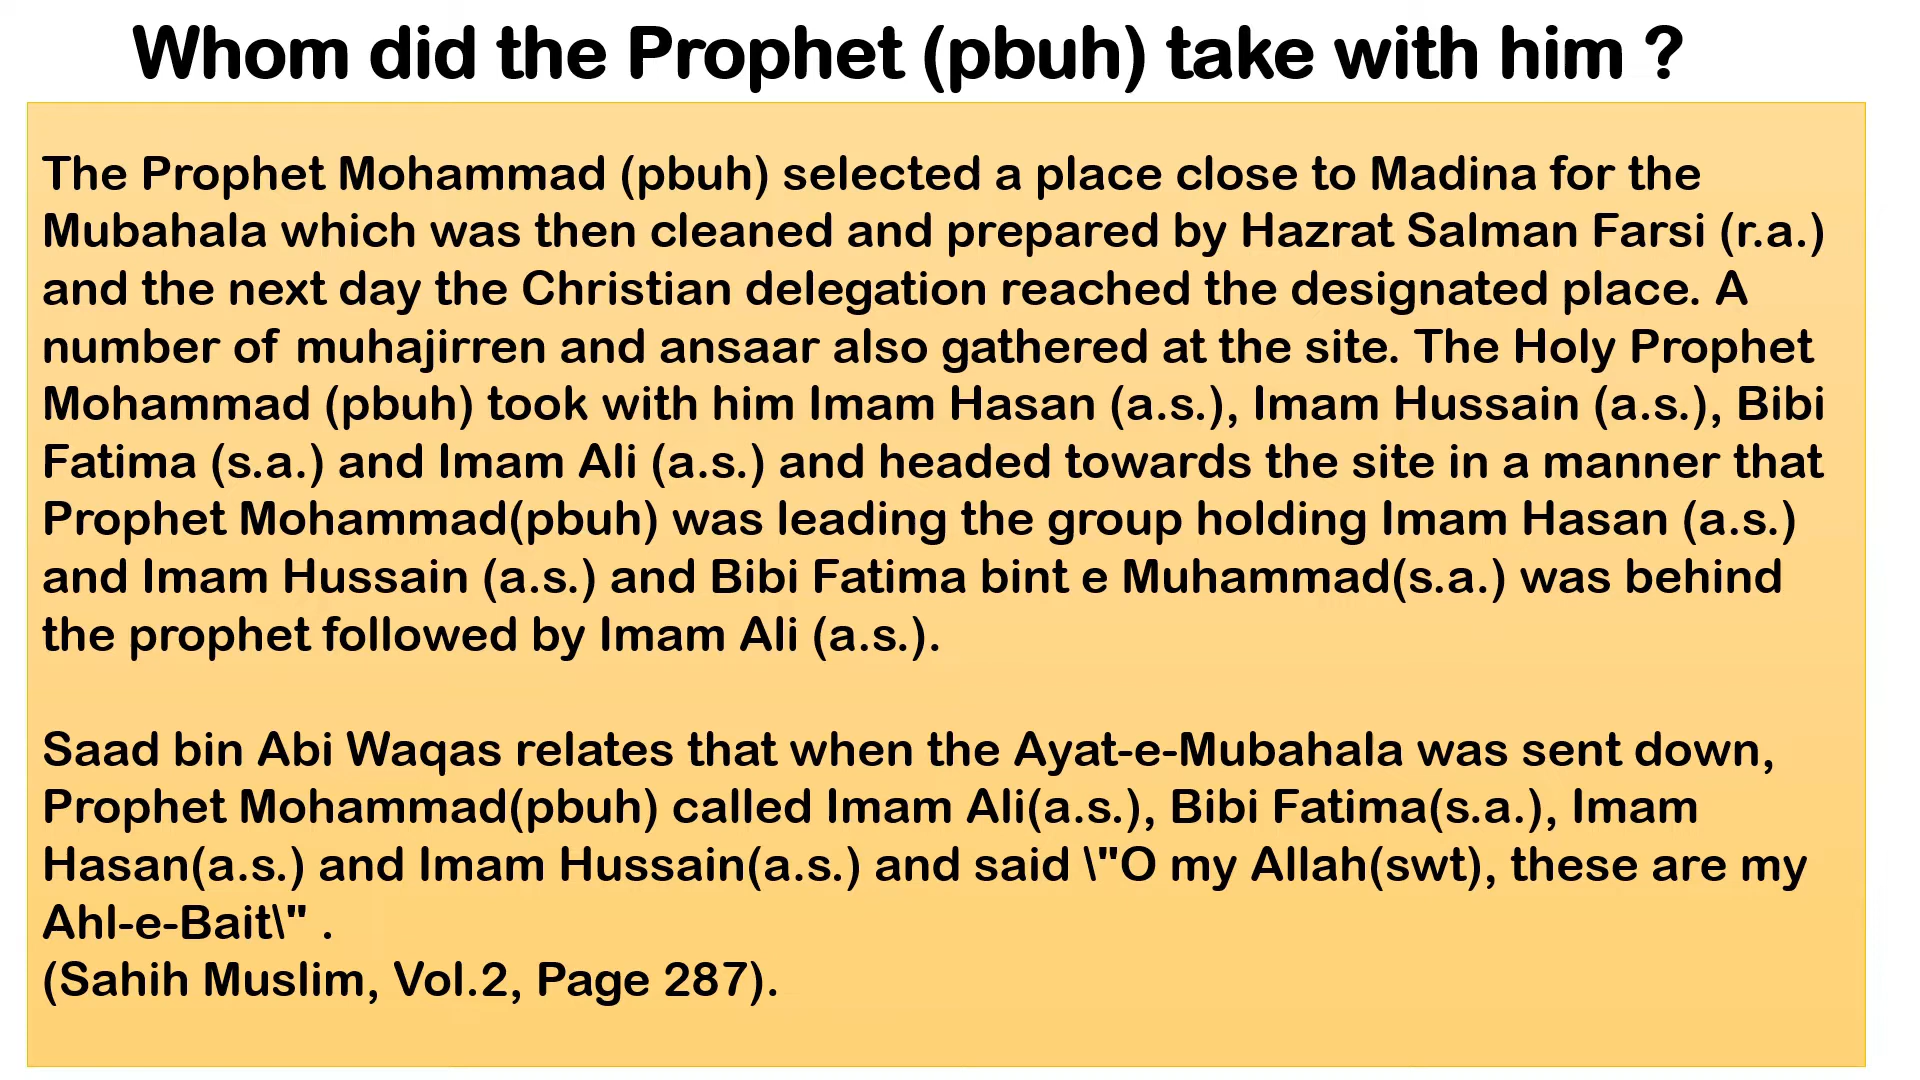 Whom did the Prophet (pbuh) take with him ?
The Prophet Mohammad (pbuh) selected a place close to Madina for the
Mubahala which was then cleaned and prepared by Hazrat Salman Farsi (r.a.)
and the next day the Christian delegation reached the designated place. A
number of muhajirren and ansaar also gathered at the site. The Holy Prophet
Mohammad (pbuh) took with him Imam Hasan (a.s.), Imam Hussain (a.s.), Bibi
Fatima (s.a.) and Imam Ali (a.s.) and headed towards the site in a manner that
Prophet Mohammad(pbuh) was leading the group holding Imam Hasan (a.s.)
and Imam Hussain (a.s.) and Bibi Fatima bint e Muhammad(s.a.) was behind
the prophet followed by Imam Ali (a.s.).
Saad bin Abi Waqas relates that when the Ayat-e-Mubahala was sent down,
Prophet Mohammad(pbuh) called Imam Ali(a.s.), Bibi Fatima(s.a.), Imam
Hasan(a.s.) and Imam Hussain(a.s.) and said \"O my Allah(swt), these are my
Ahl-e-Bait\" .
(Sahih Muslim, Vol.2, Page 287).